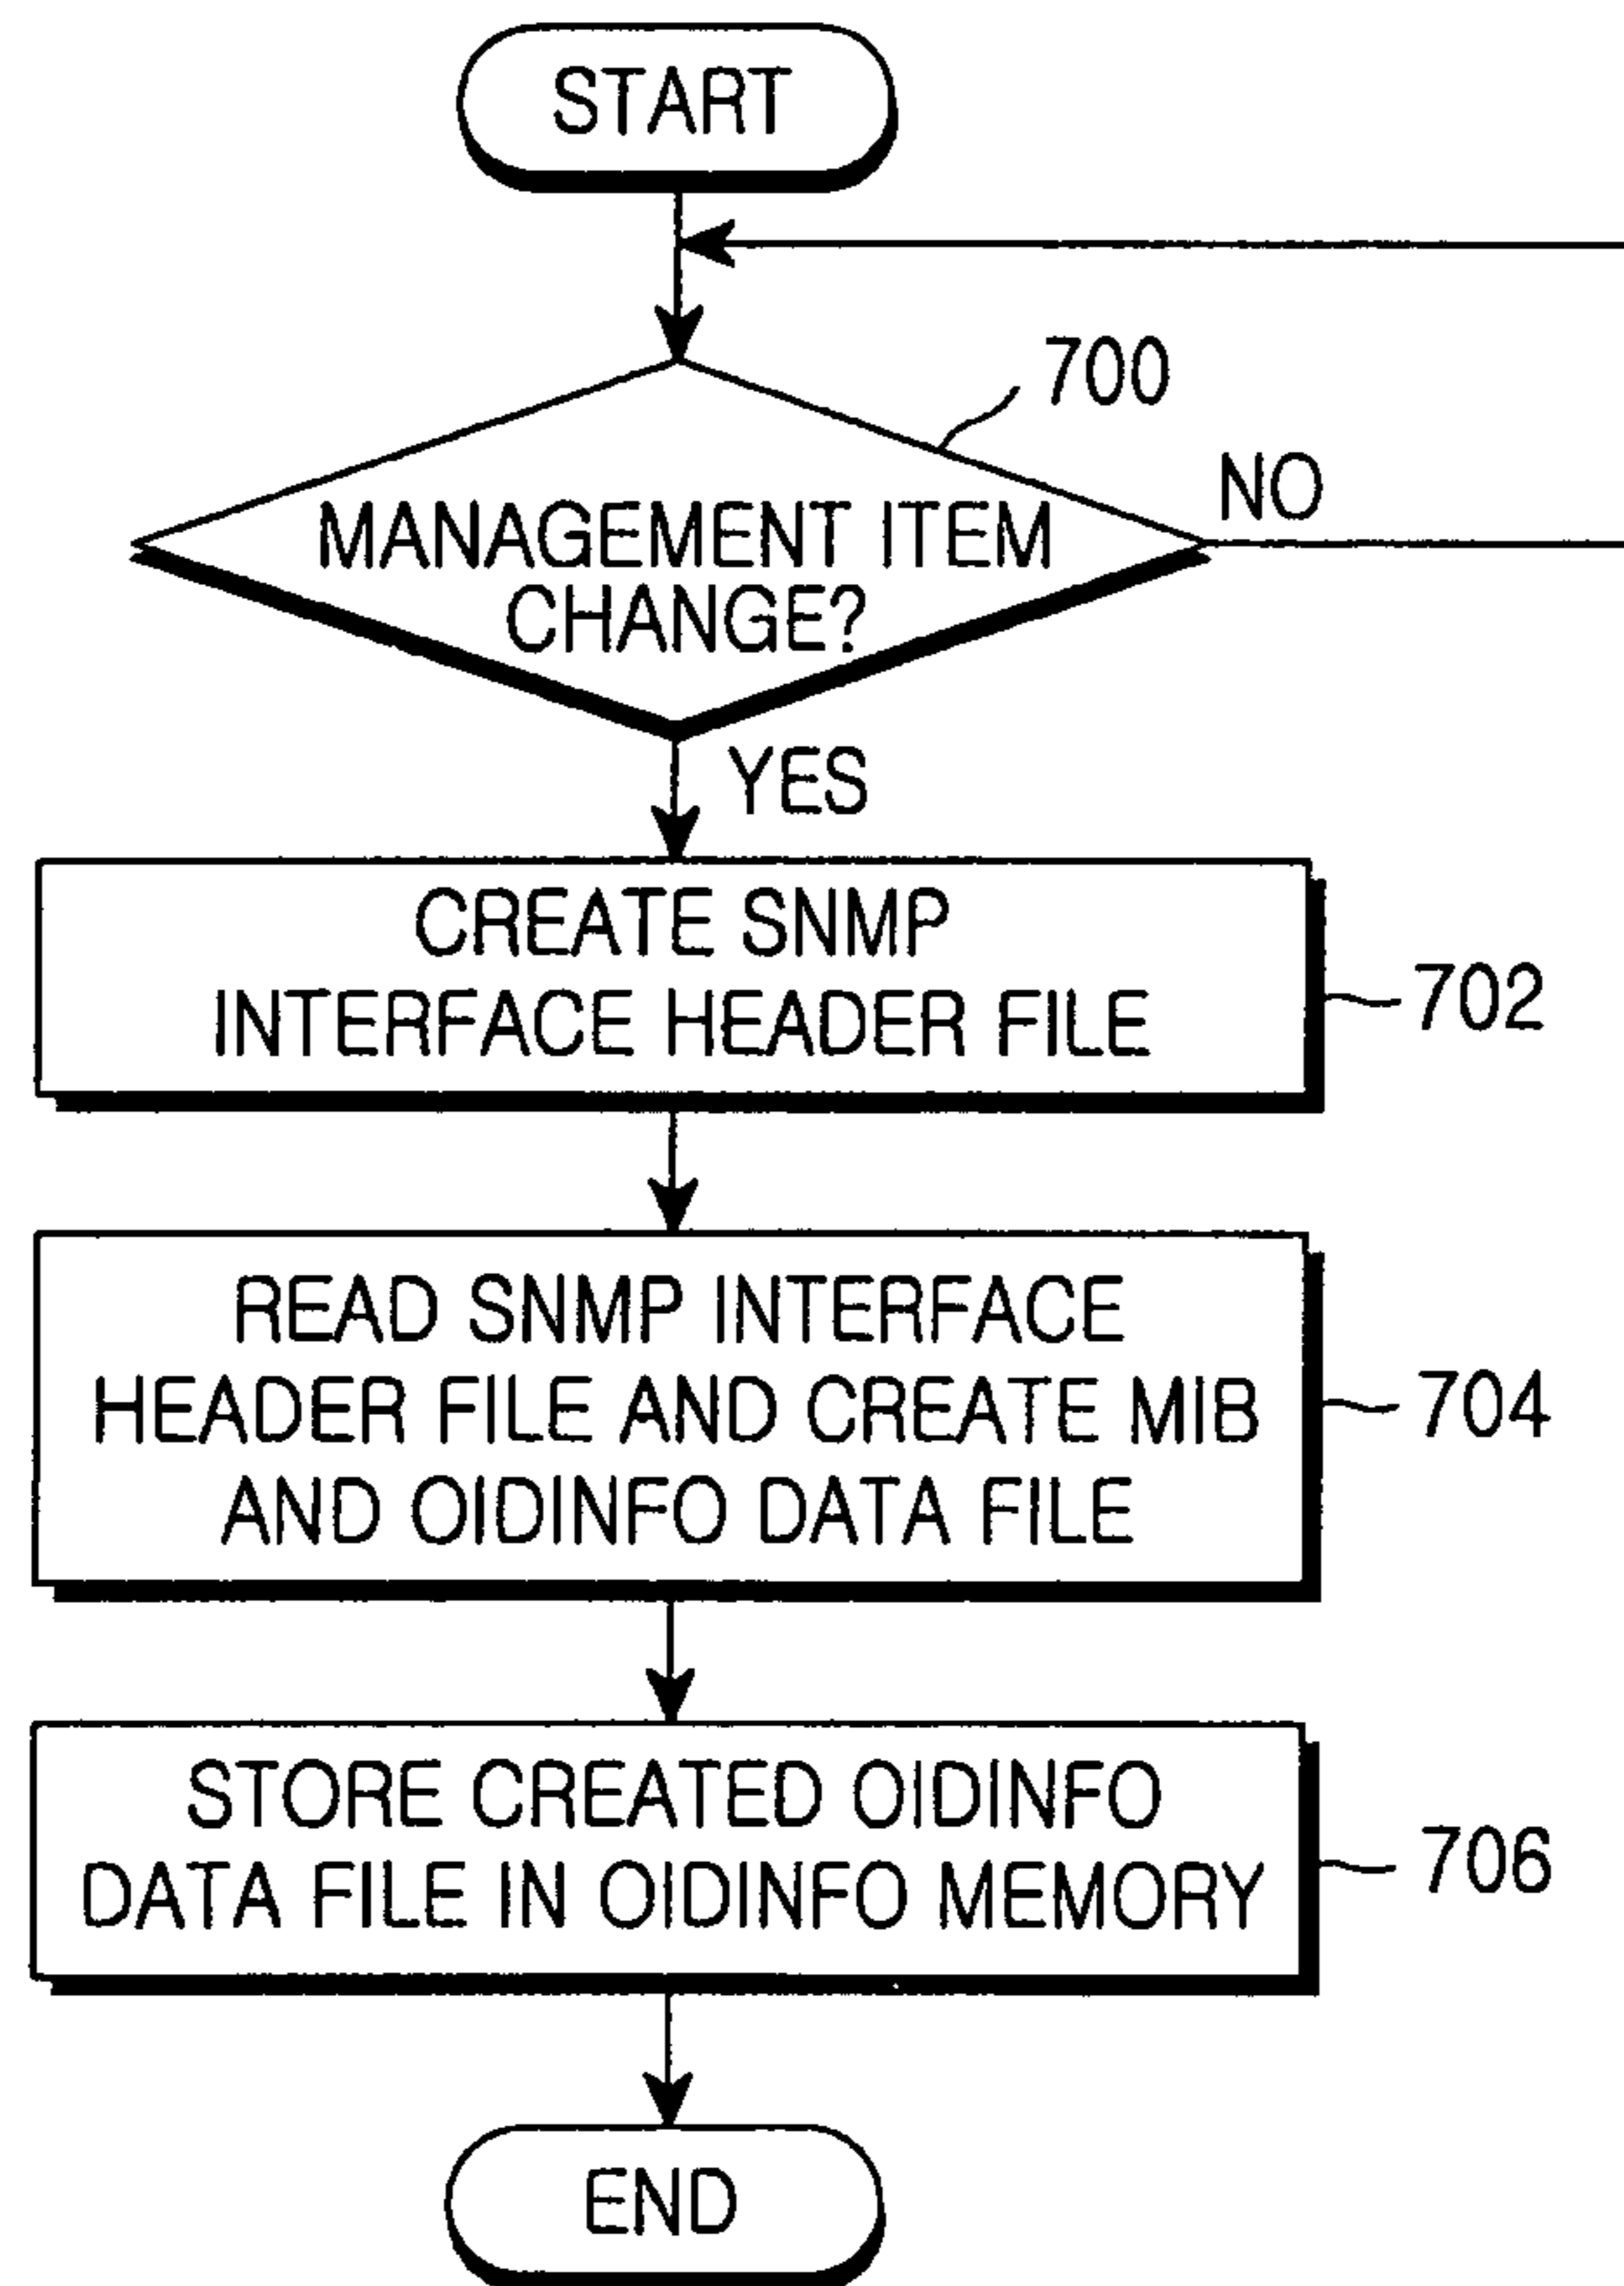 START
700
NO
MANAGEMENT ITEM
CHANGE?
YES
CREATE SNMP
INTERFACE HEADER FILE
702
READ SNMP INTERFACE
HEADER FILE AND CREATE MIB
AND OIDINFO DATA FILE
704
STORE CREATED OIDINFO
DATA FILE IN OIDINFO MEMORY
706
END